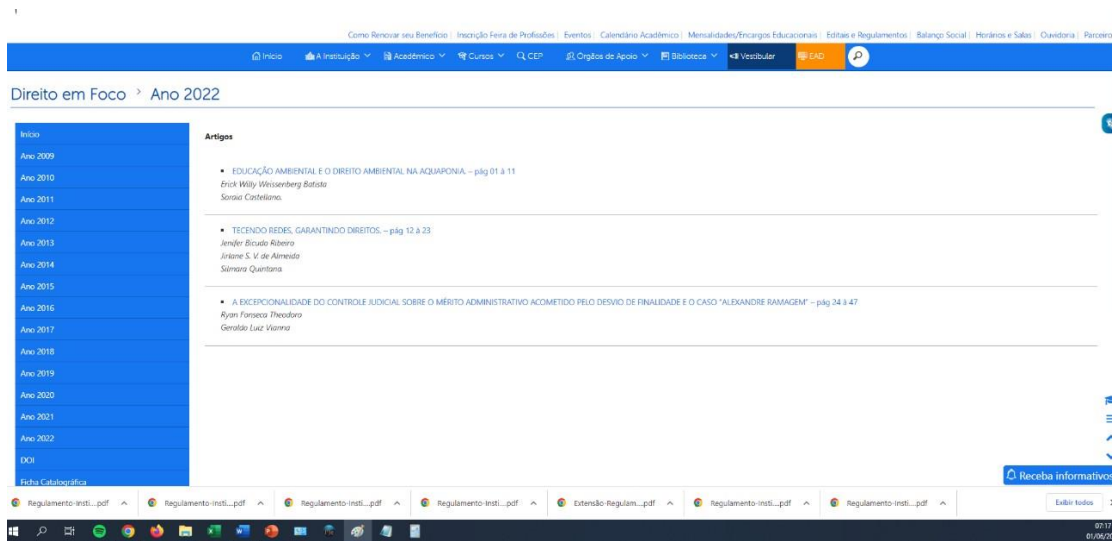 Como Renovar seu Benefício | Inscrição Feira de Profissões | Eventos | Calendário Acadêmico | Mensalidades/Encargos Educacionais | Editais e Regulamentos | Balanço Social | Horários e Salas | Ouvidoria | Parceiro
Início A Instituição Acadêmico Cursos CEP Orgãos de Apoio Biblioteca Vestibular EAD
Direito em Foco > Ano 2022
Início
Ano 2009
Ano 2010
Ano 2011
Ano 2012
Ano 2013
Ano 2014
Ano 2015
Ano 2016
Ano 2017
Ano 2018
Ano 2019
Ano 2020
Ano 2021
Ano 2022
DOI
Ficha Catalográfica
Artigos
• EDUCAÇÃO AMBIENTAL E O DIREITO AMBIENTAL NA AQUAPONIA. – pág 01 à 11
Erick Willy Weissenberg Batista
Soraia Castellano.
• TECENDO REDES, GARANTINDO DIREITOS. – pág 12 à 23
Jenifer Bicudo Ribeiro
Jirlane S. V. de Almeida
Silmara Quintana.
• A EXCEPCIONALIDADE DO CONTROLE JUDICIAL SOBRE O MÉRITO ADMINISTRATIVO ACOMETIDO PELO DESVIO DE FINALIDADE E O CASO "ALEXANDRE RAMAGEM" – pág 24 à 47
Ryan Fonseca Theodoro
Geraldo Luiz Vianna
Receba informativos
Regulamento-Insti....pdf Regulamento-Insti....pdf Regulamento-Insti....pdf Regulamento-Insti....pdf Extensão-Regulam....pdf Regulamento-Insti....pdf Regulamento-Insti....pdf Exibir todos
07:17
01/06/20